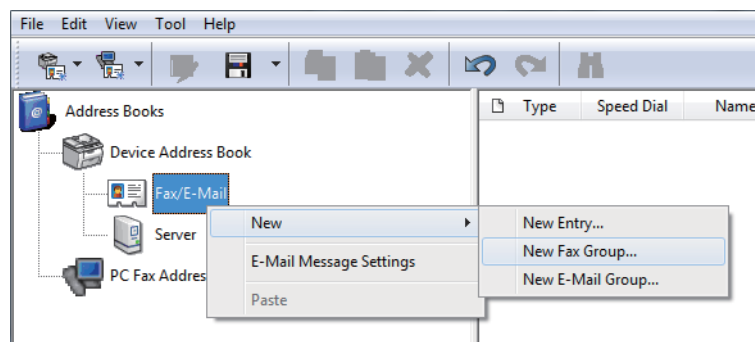 File Edit View Tool Help
Address Books
Type Speed Dial Name
Device Address Book
Fax/E-Mail
Server
PC Fax Addres
New
E-Mail Message Settings
Paste
New Entry...
New Fax Group...
New E-Mail Group...